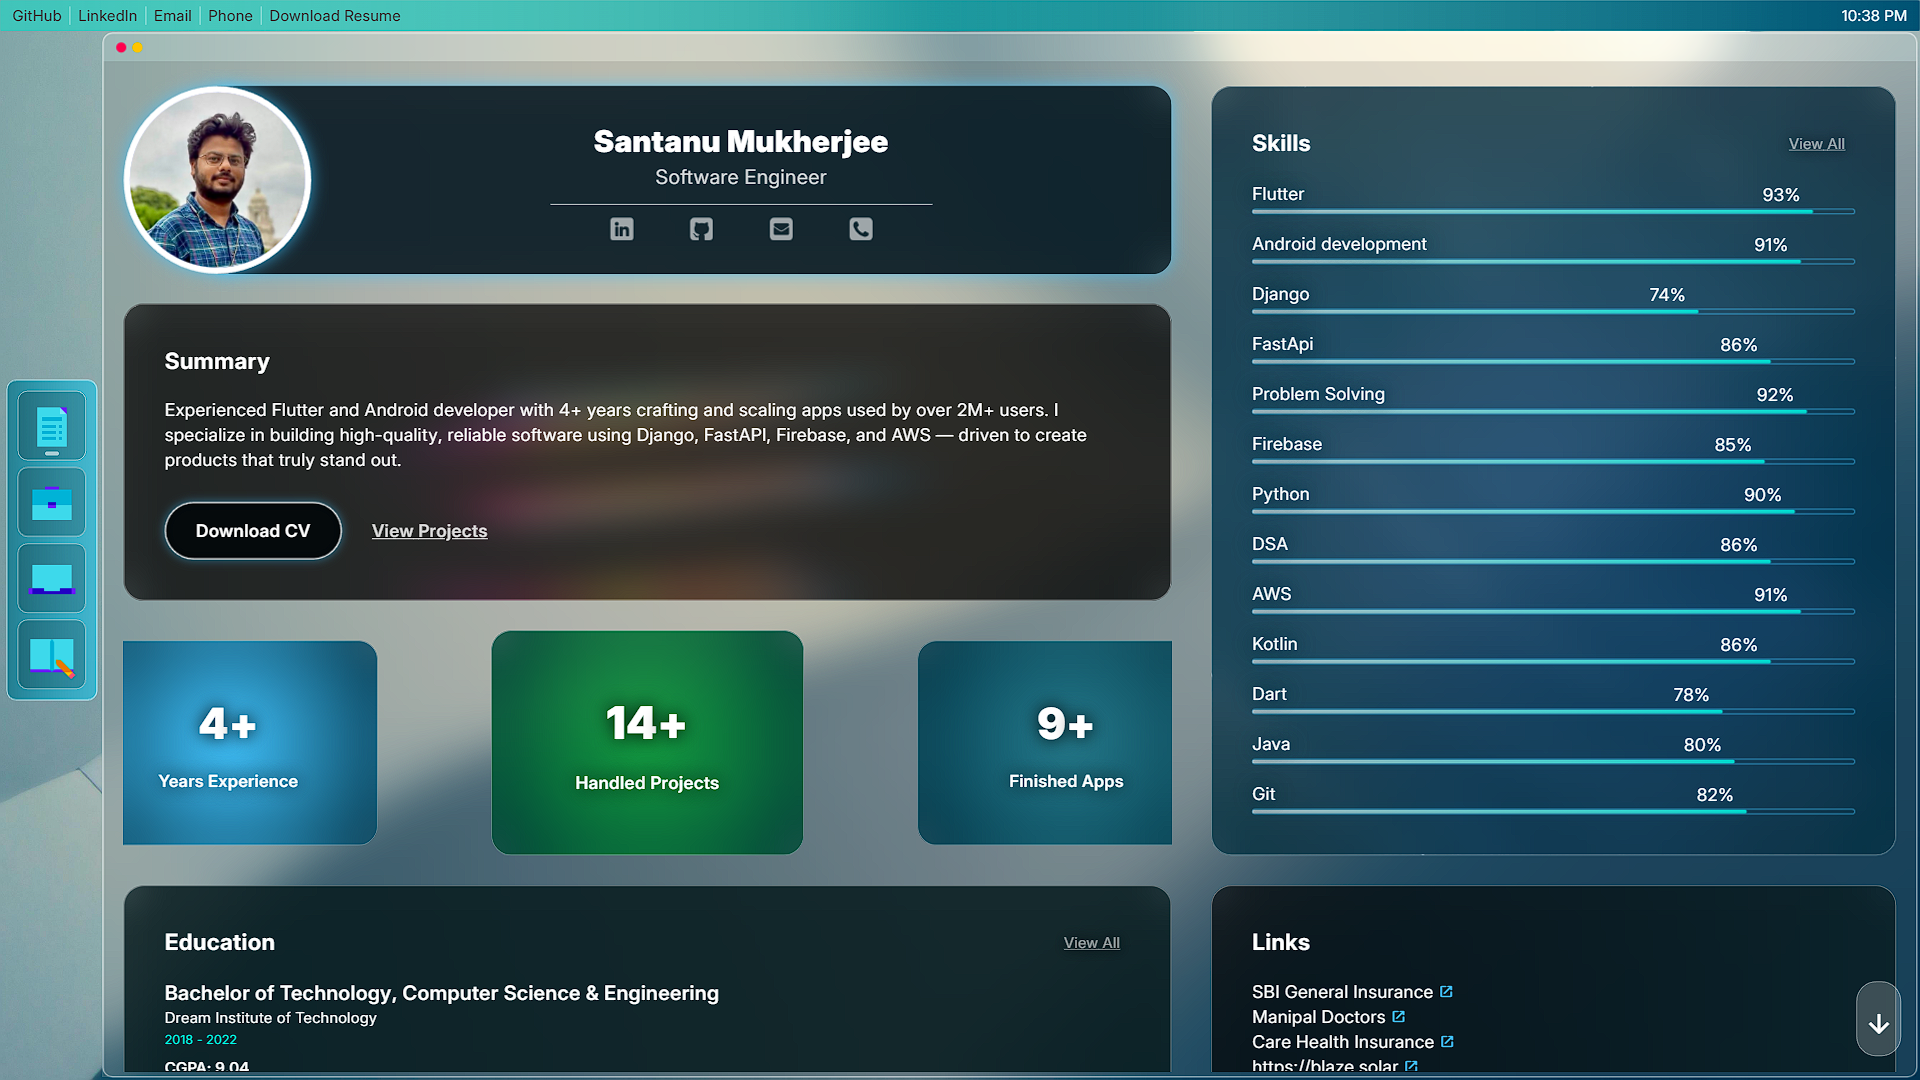 GitHub
LinkedIn
Email
Phone
Download Resume
10:38 PM
Santanu Mukherjee
Software Engineer
Summary
Experienced Flutter and Android developer with 4+ years crafting and scaling apps used by over 2M+ users. I
specialize in building high-quality, reliable software using Django, FastAPI, Firebase, and AWS — driven to create
products that truly stand out.
Download CV
View Projects
4+
Years Experience
14+
Handled Projects
9+
Finished Apps
Education
View All
Bachelor of Technology, Computer Science & Engineering
Dream Institute of Technology
2018 - 2022
CGPA: 9.04
Skills
View All
Flutter
93%
Android development
91%
Django
74%
FastApi
86%
Problem Solving
92%
Firebase
85%
Python
90%
DSA
86%
AWS
91%
Kotlin
86%
Dart
78%
Java
80%
Git
82%
Links
SBI General Insurance
Manipal Doctors
Care Health Insurance
https://blaze.solar